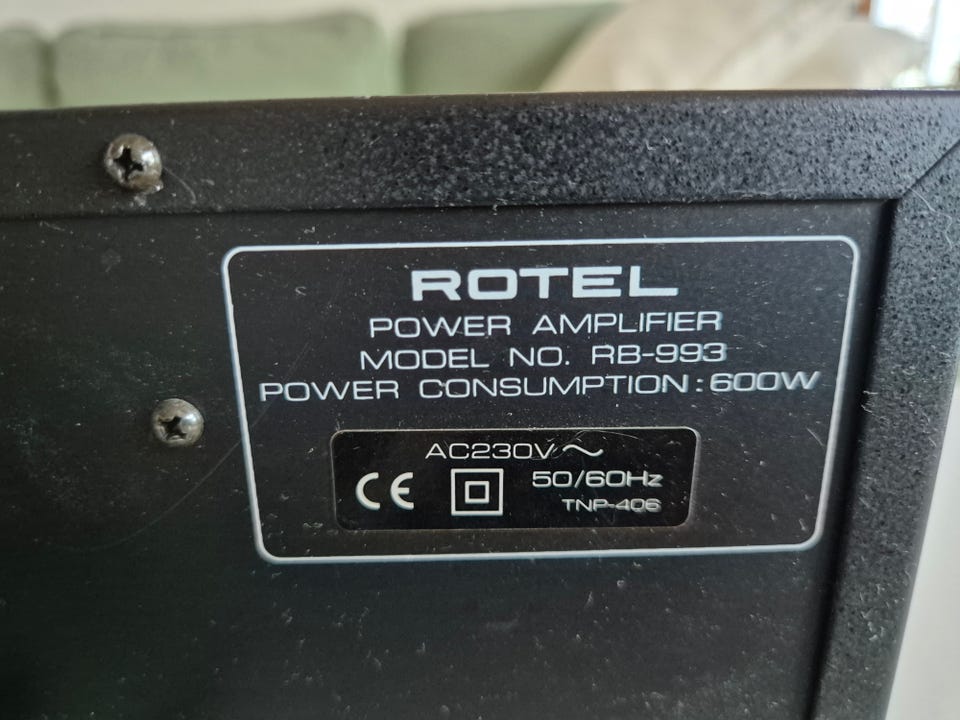 ROTEL
POWER AMPLIFIER
MODEL NO. RB-993
POWER CONSUMPTION : 600W
AC230V ~
CE 50/60Hz
TNP-406